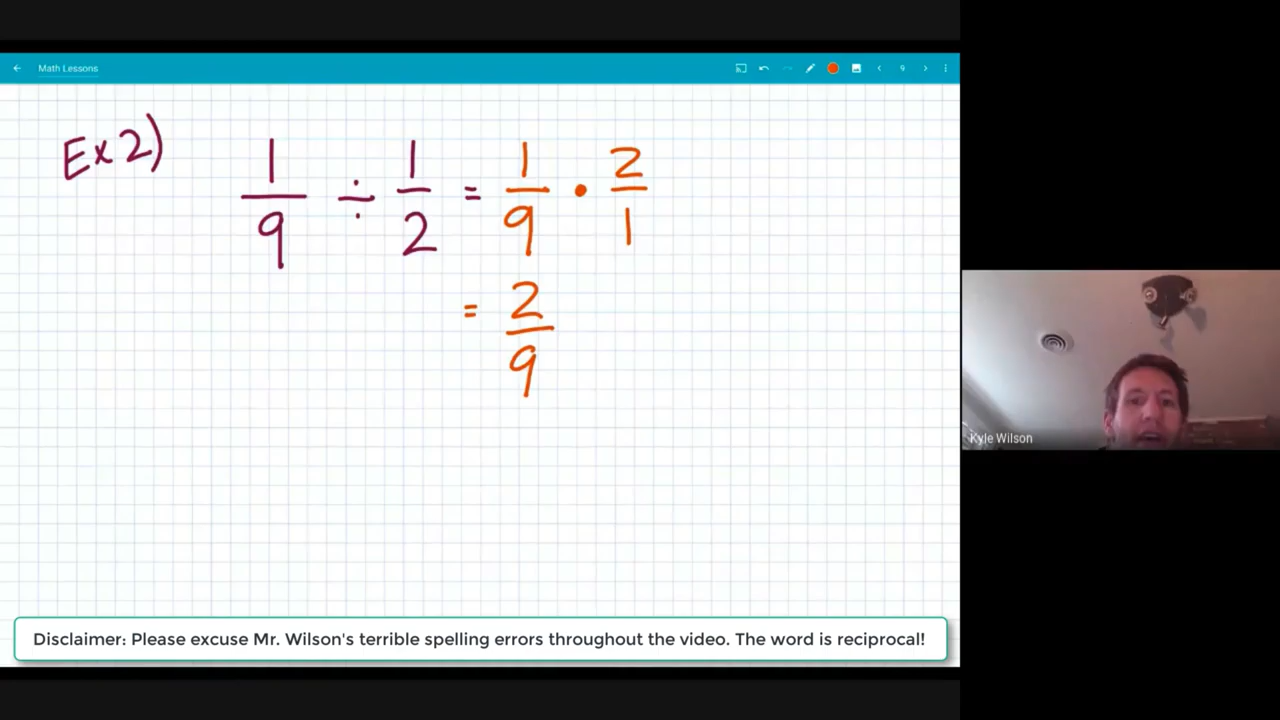 Math Lessons
9
Ex 2) 1/9 ÷ 1/2 = 1/9 • 2/1
= 2/9
Kyle Wilson
Disclaimer: Please excuse Mr. Wilson's terrible spelling errors throughout the video. The word is reciprocal!